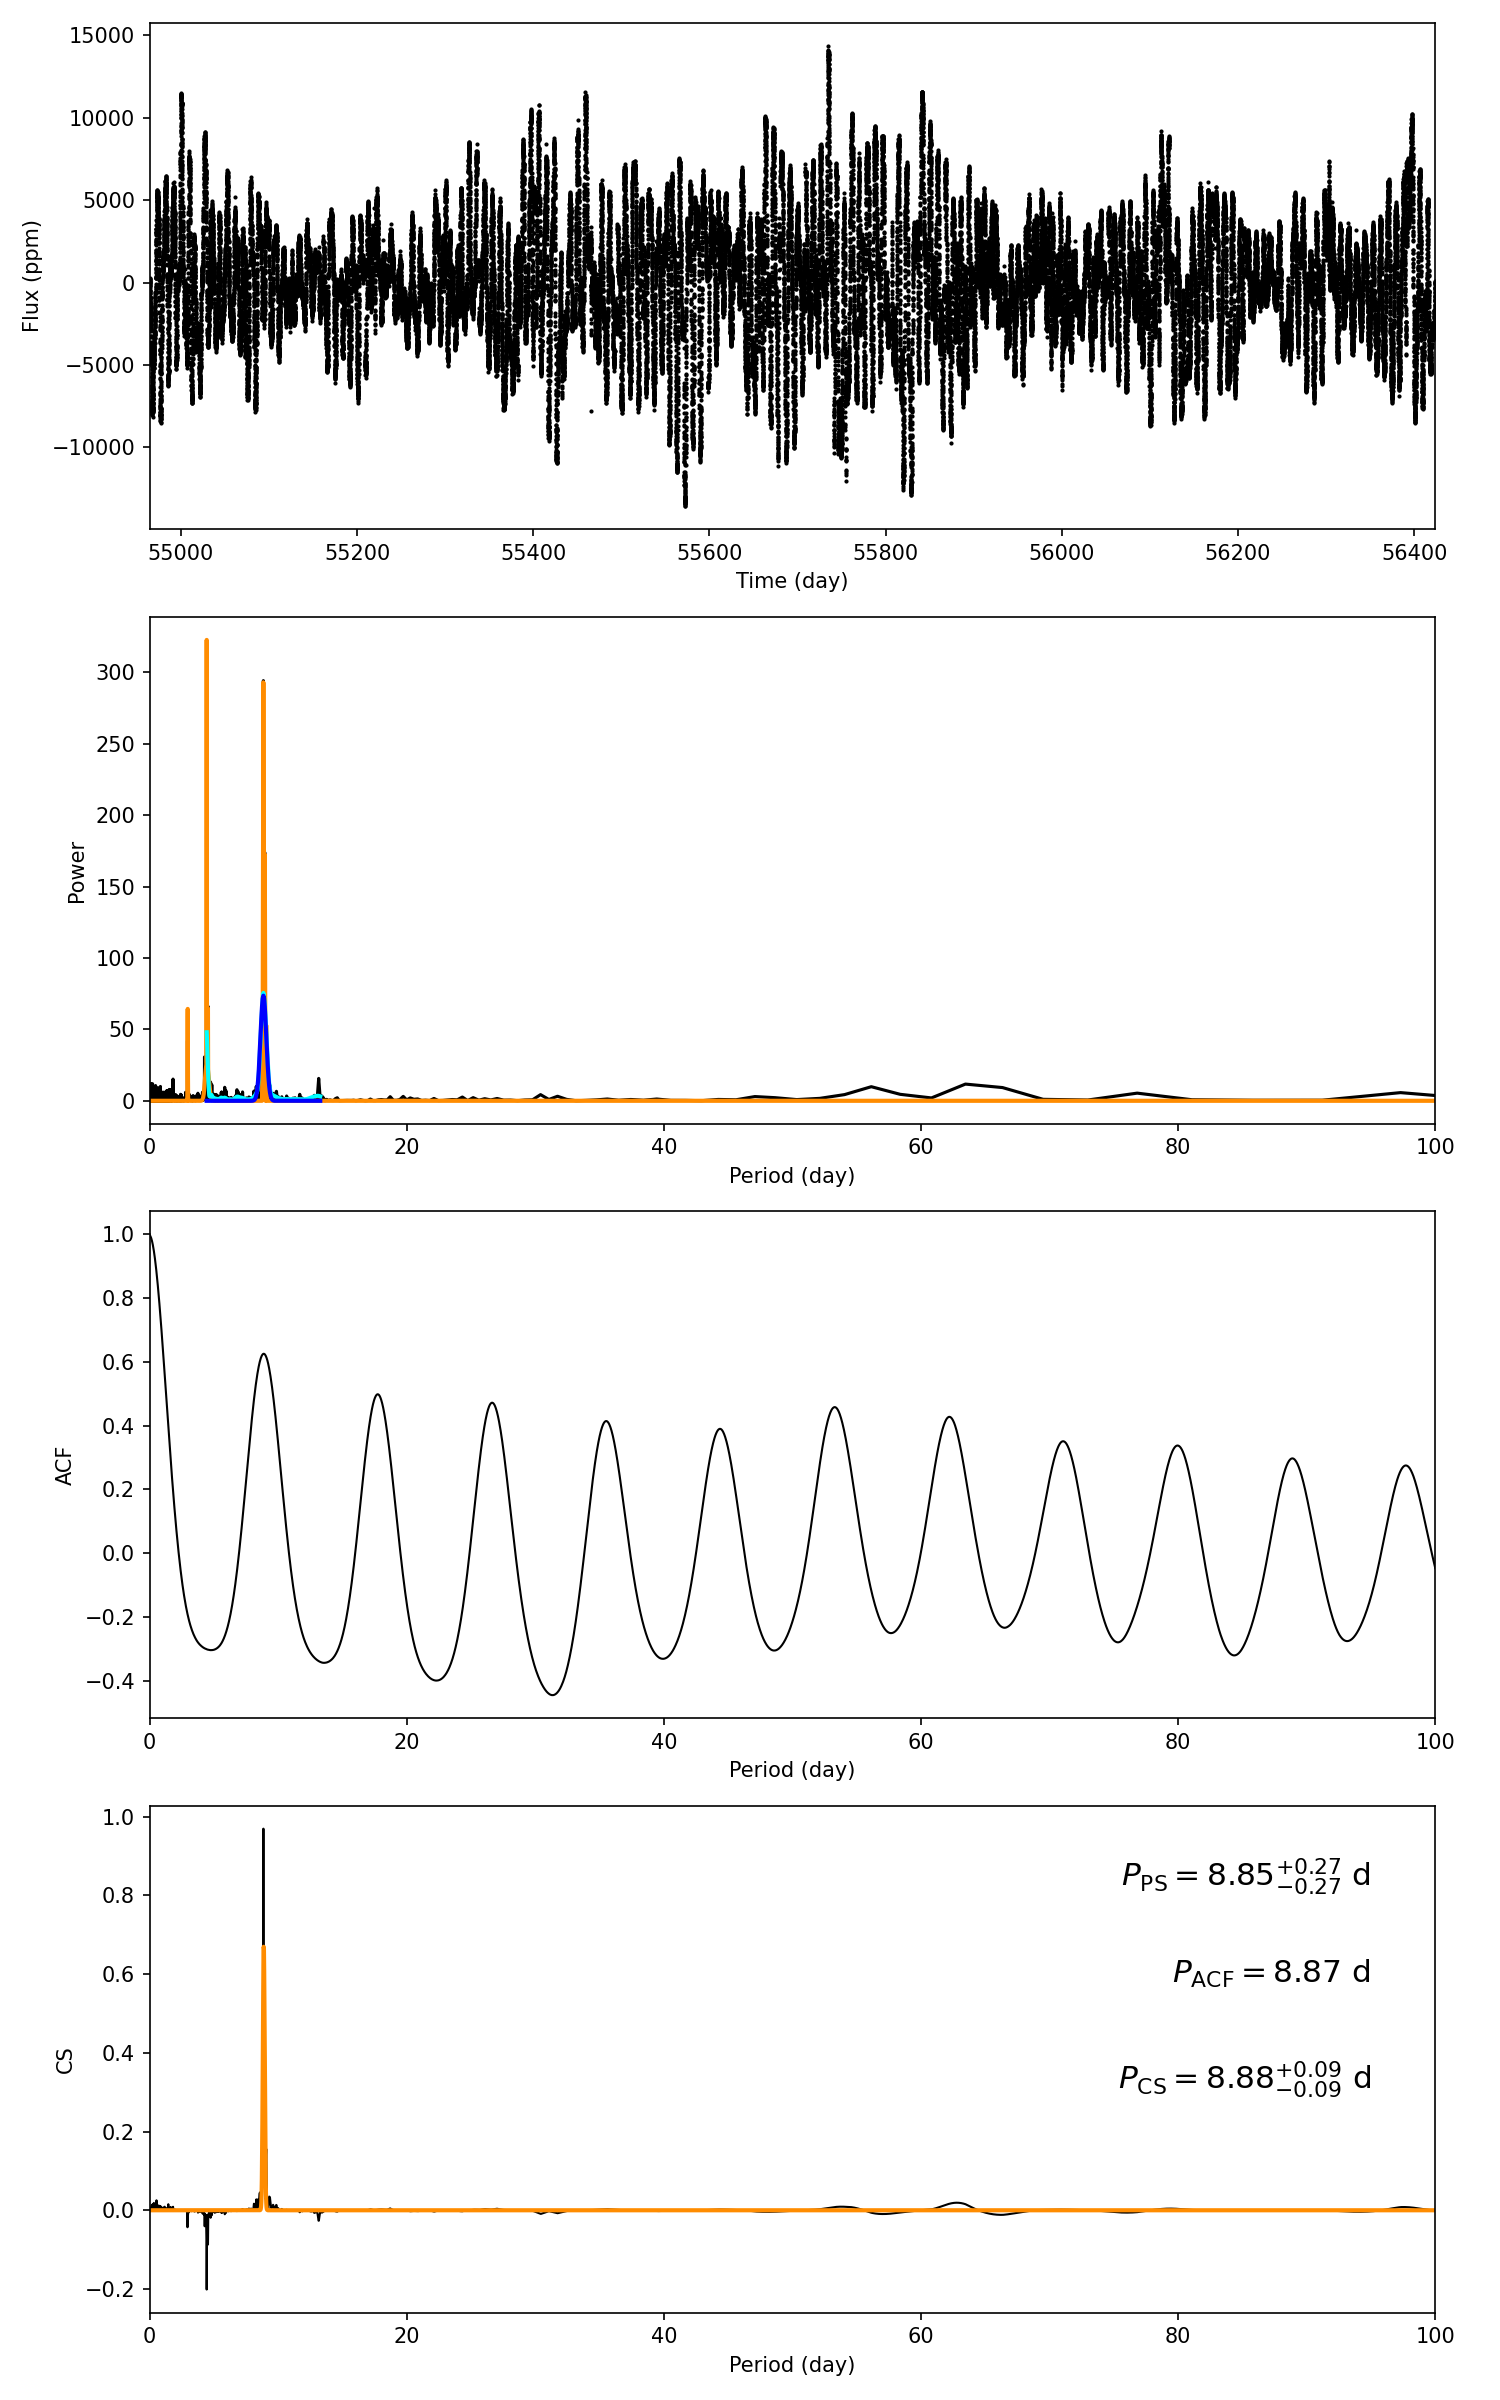 15000
10000
5000
0
−5000
−10000
Flux (ppm)
55000 55200 55400 55600 55800 56000 56200 56400
Time (day)
300
250
200
150
100
50
0
Power
0 20 40 60 80 100
Period (day)
1.0
0.8
0.6
0.4
0.2
0.0
−0.2
−0.4
ACF
0 20 40 60 80 100
Period (day)
1.0
0.8
0.6
0.4
0.2
0.0
−0.2
CS
P_PS = 8.85^{+0.27}_{−0.27} d
P_ACF = 8.87 d
P_CS = 8.88^{+0.09}_{−0.09} d
0 20 40 60 80 100
Period (day)